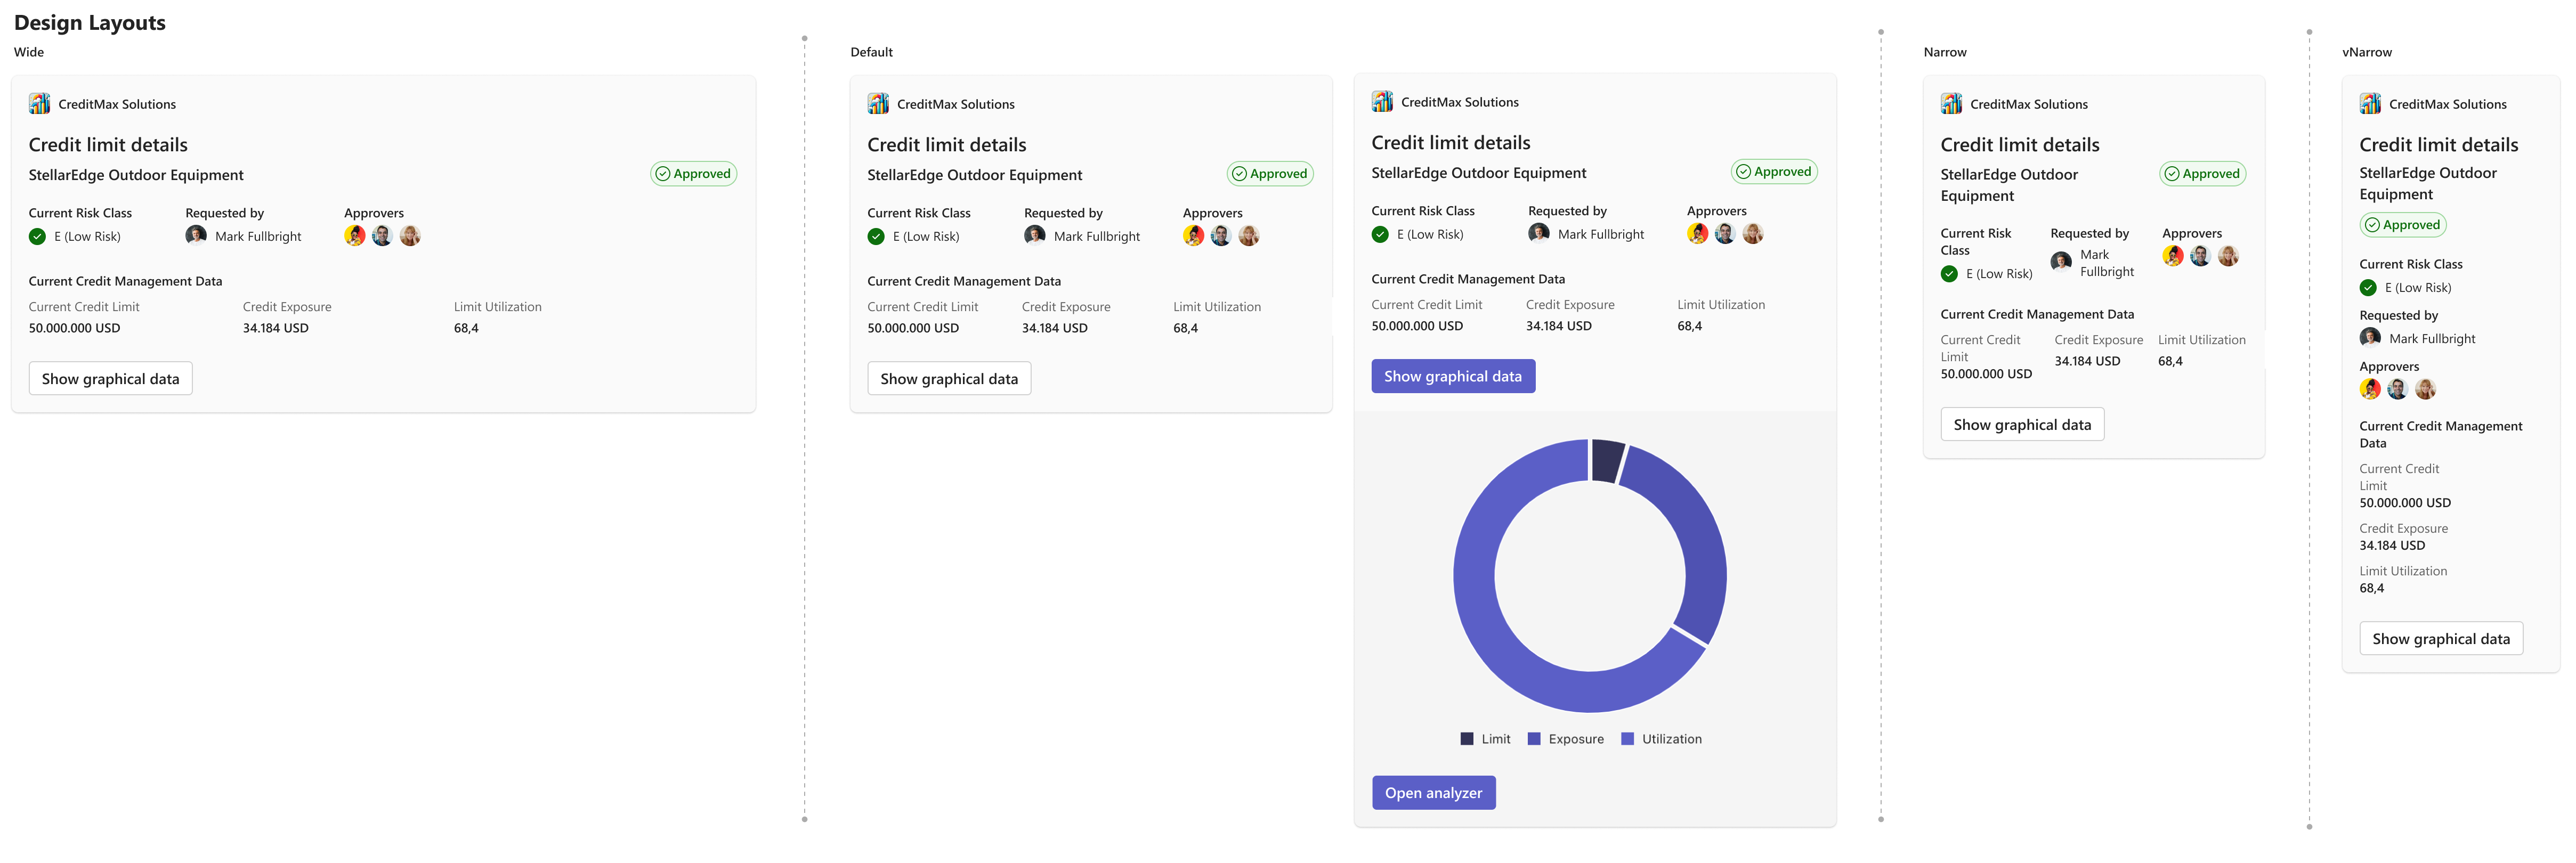 Design Layouts
Wide
CreditMax Solutions
Credit limit details
StellarEdge Outdoor Equipment
Approved
Current Risk Class
Requested by
Approvers
E (Low Risk)
Mark Fullbright
Current Credit Management Data
Current Credit Limit
Credit Exposure
Limit Utilization
50.000.000 USD
34.184 USD
68,4
Show graphical data
Default
CreditMax Solutions
Credit limit details
StellarEdge Outdoor Equipment
Approved
Current Risk Class
Requested by
Approvers
E (Low Risk)
Mark Fullbright
Current Credit Management Data
Current Credit Limit
Credit Exposure
Limit Utilization
50.000.000 USD
34.184 USD
68,4
Show graphical data
CreditMax Solutions
Credit limit details
StellarEdge Outdoor Equipment
Approved
Current Risk Class
Requested by
Approvers
E (Low Risk)
Mark Fullbright
Current Credit Management Data
Current Credit Limit
Credit Exposure
Limit Utilization
50.000.000 USD
34.184 USD
68,4
Show graphical data
Limit
Exposure
Utilization
Open analyzer
Narrow
CreditMax Solutions
Credit limit details
StellarEdge Outdoor
Equipment
Approved
Current Risk
Class
E (Low Risk)
Requested by
Mark
Fullbright
Approvers
Current Credit Management Data
Current Credit
Limit
50.000.000 USD
Credit Exposure
34.184 USD
Limit Utilization
68,4
Show graphical data
vNarrow
CreditMax Solutions
Credit limit details
StellarEdge Outdoor
Equipment
Approved
Current Risk Class
E (Low Risk)
Requested by
Mark Fullbright
Approvers
Current Credit Management
Data
Current Credit
Limit
50.000.000 USD
Credit Exposure
34.184 USD
Limit Utilization
68,4
Show graphical data